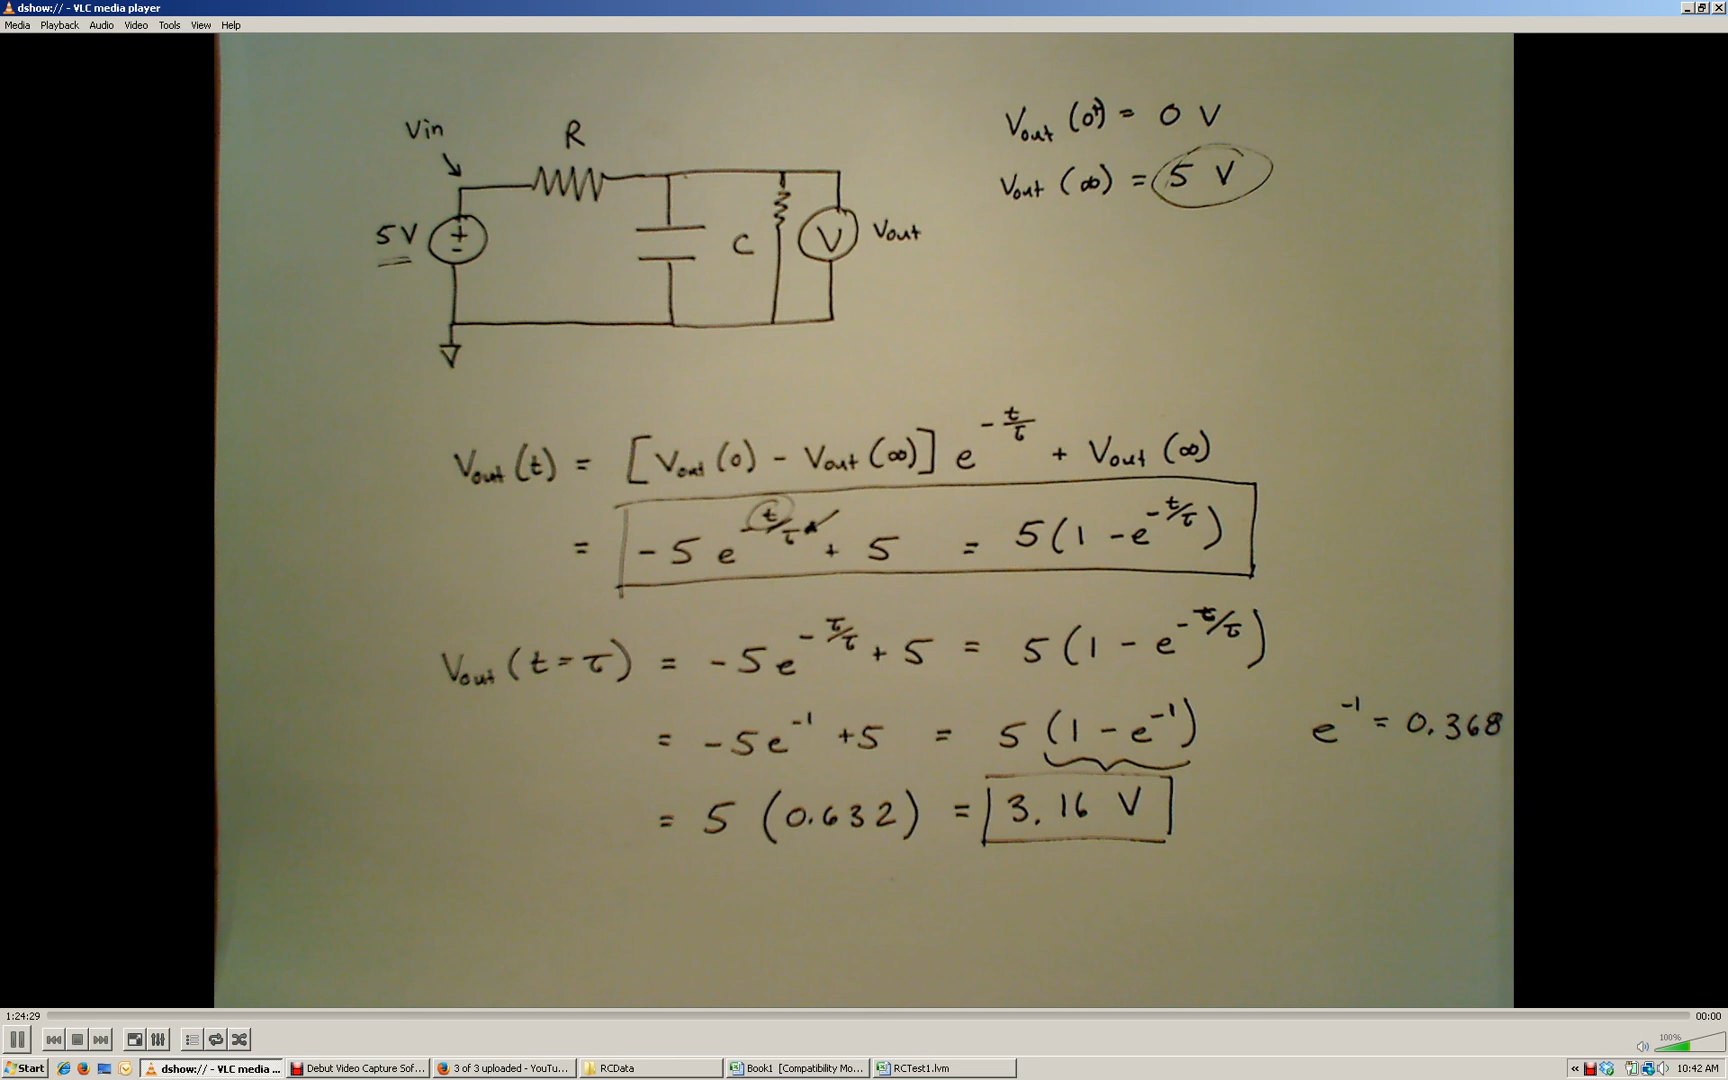 dshow:// - VLC media player
Media Playback Audio Video Tools View Help
Vin
R
5V
+
-
C
V
Vout
Vout (0⁺) = 0 V
Vout (∞) = 5 V
Vout (t) = [Vout (0) - Vout (∞)] e^(-t/τ) + Vout (∞)
= -5 e^(-t/τ) + 5 = 5(1 - e^(-t/τ))
Vout (t = τ) = -5e^(-τ/τ) + 5 = 5(1 - e^(-τ/τ))
= -5e⁻¹ +5 = 5 (1 - e⁻¹)
e⁻¹ = 0.368
= 5 (0.632) = 3.16 V
1:24:29
00:00
100%
Start
dshow:// - VLC media ...
Debut Video Capture Sof...
3 of 3 uploaded - YouTu...
RCData
Book1 [Compatibility Mo...
RCTest1.lvm
«
10:42 AM